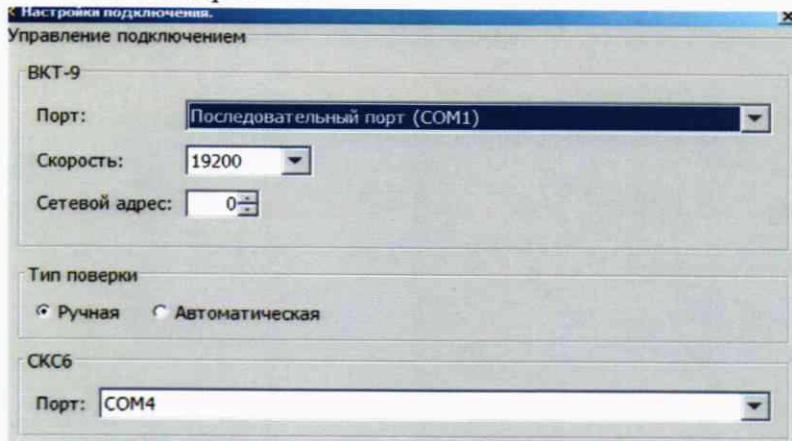 Настройки подключения.
Управление подключением
ВКТ-9
Порт: Последовательный порт (COM1)
Скорость: 19200
Сетевой адрес: 0
Тип поверки
Ручная Автоматическая
СКС6
Порт: COM4